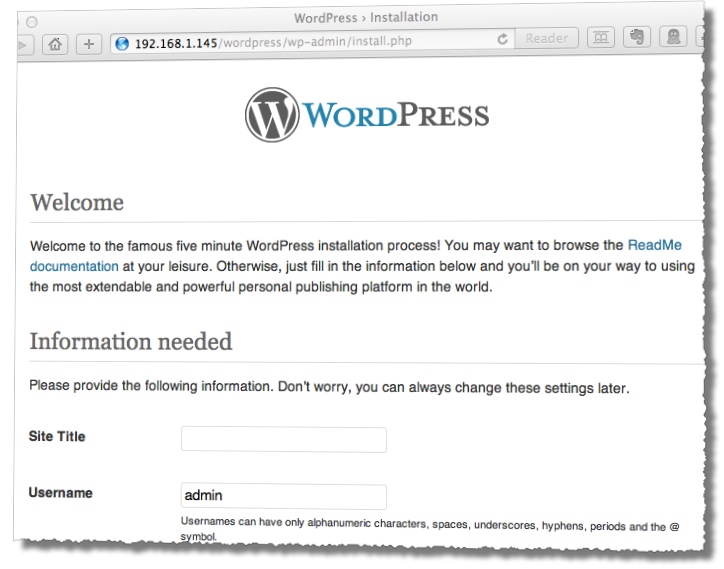 WordPress › Installation
192.168.1.145/wordpress/wp-admin/install.php
Reader
WORDPRESS
Welcome
Welcome to the famous five minute WordPress installation process! You may want to browse the ReadMe
documentation at your leisure. Otherwise, just fill in the information below and you'll be on your way to using
the most extendable and powerful personal publishing platform in the world.
Information needed
Please provide the following information. Don't worry, you can always change these settings later.
Site Title
Username
admin
Usernames can have only alphanumeric characters, spaces, underscores, hyphens, periods and the @
symbol.